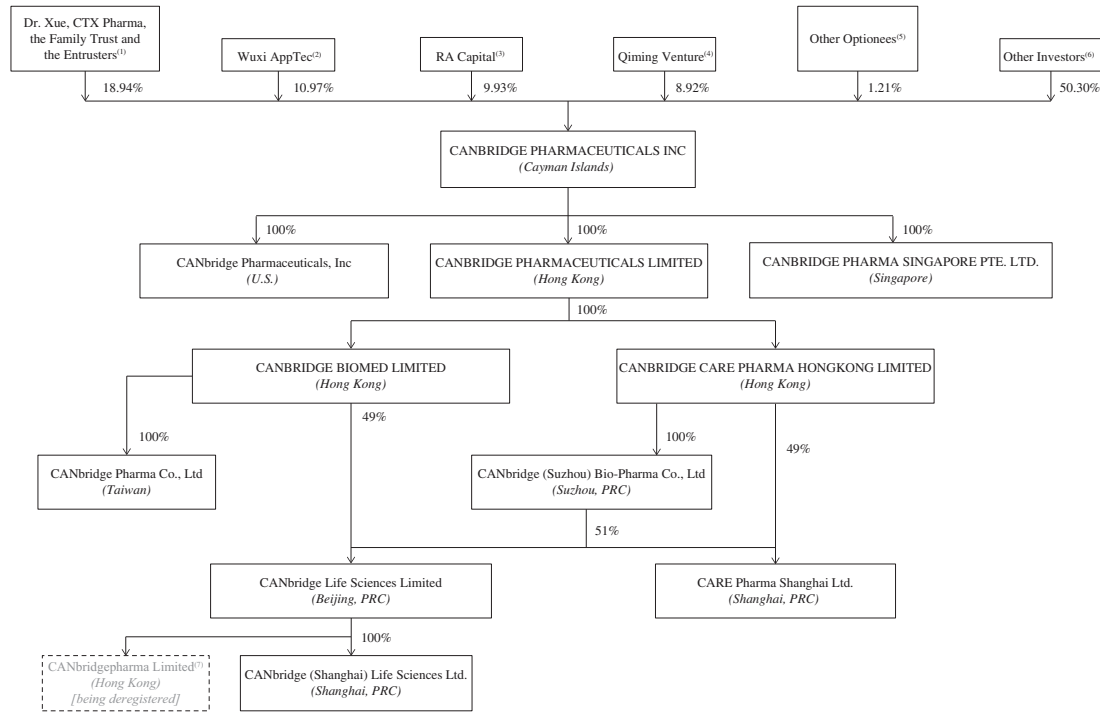 Dr. Xue, CTX Pharma,
the Family Trust and
the Entrusters(1)
Wuxi AppTec(2)
RA Capital(3)
Qiming Venture(4)
Other Optionees(5)
Other Investors(6)
18.94%
10.97%
9.93%
8.92%
1.21%
50.30%
CANBRIDGE PHARMACEUTICALS INC
(Cayman Islands)
100%
100%
100%
CANbridge Pharmaceuticals, Inc
(U.S.)
CANBRIDGE PHARMACEUTICALS LIMITED
(Hong Kong)
CANBRIDGE PHARMA SINGAPORE PTE. LTD.
(Singapore)
100%
CANBRIDGE BIOMED LIMITED
(Hong Kong)
CANBRIDGE CARE PHARMA HONGKONG LIMITED
(Hong Kong)
49%
100%
100%
49%
CANbridge Pharma Co., Ltd
(Taiwan)
CANbridge (Suzhou) Bio-Pharma Co., Ltd
(Suzhou, PRC)
51%
CANbridge Life Sciences Limited
(Beijing, PRC)
CARE Pharma Shanghai Ltd.
(Shanghai, PRC)
100%
CANbridgepharma Limited(7)
(Hong Kong)
[being deregistered]
CANbridge (Shanghai) Life Sciences Ltd.
(Shanghai, PRC)